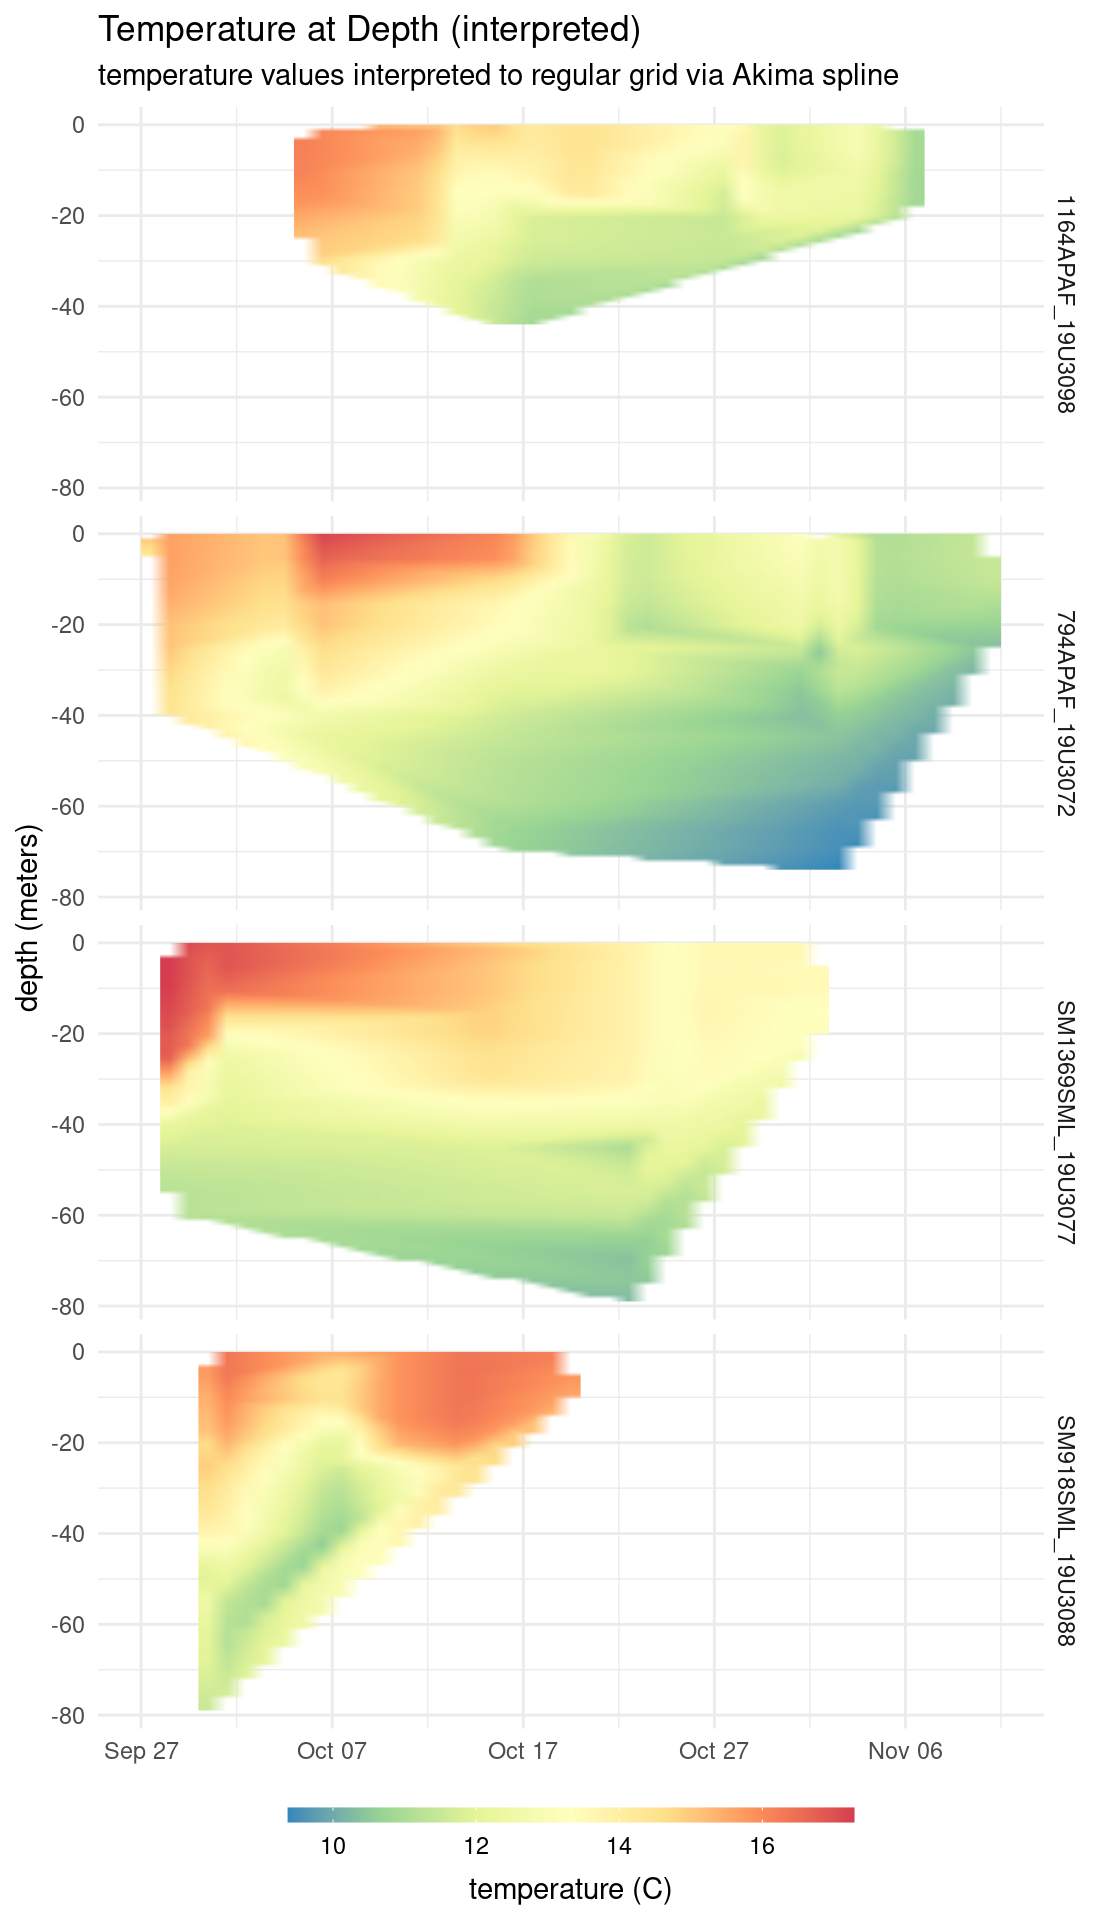 Temperature at Depth (interpreted)
temperature values interpreted to regular grid via Akima spline
depth (meters)
0
-20
-40
-60
-80
1164APAF_19U3098
0
-20
-40
-60
-80
794APAF_19U3072
0
-20
-40
-60
-80
SM1369SML_19U3077
0
-20
-40
-60
-80
SM918SML_19U3088
Sep 27 Oct 07 Oct 17 Oct 27 Nov 06
10 12 14 16
temperature (C)